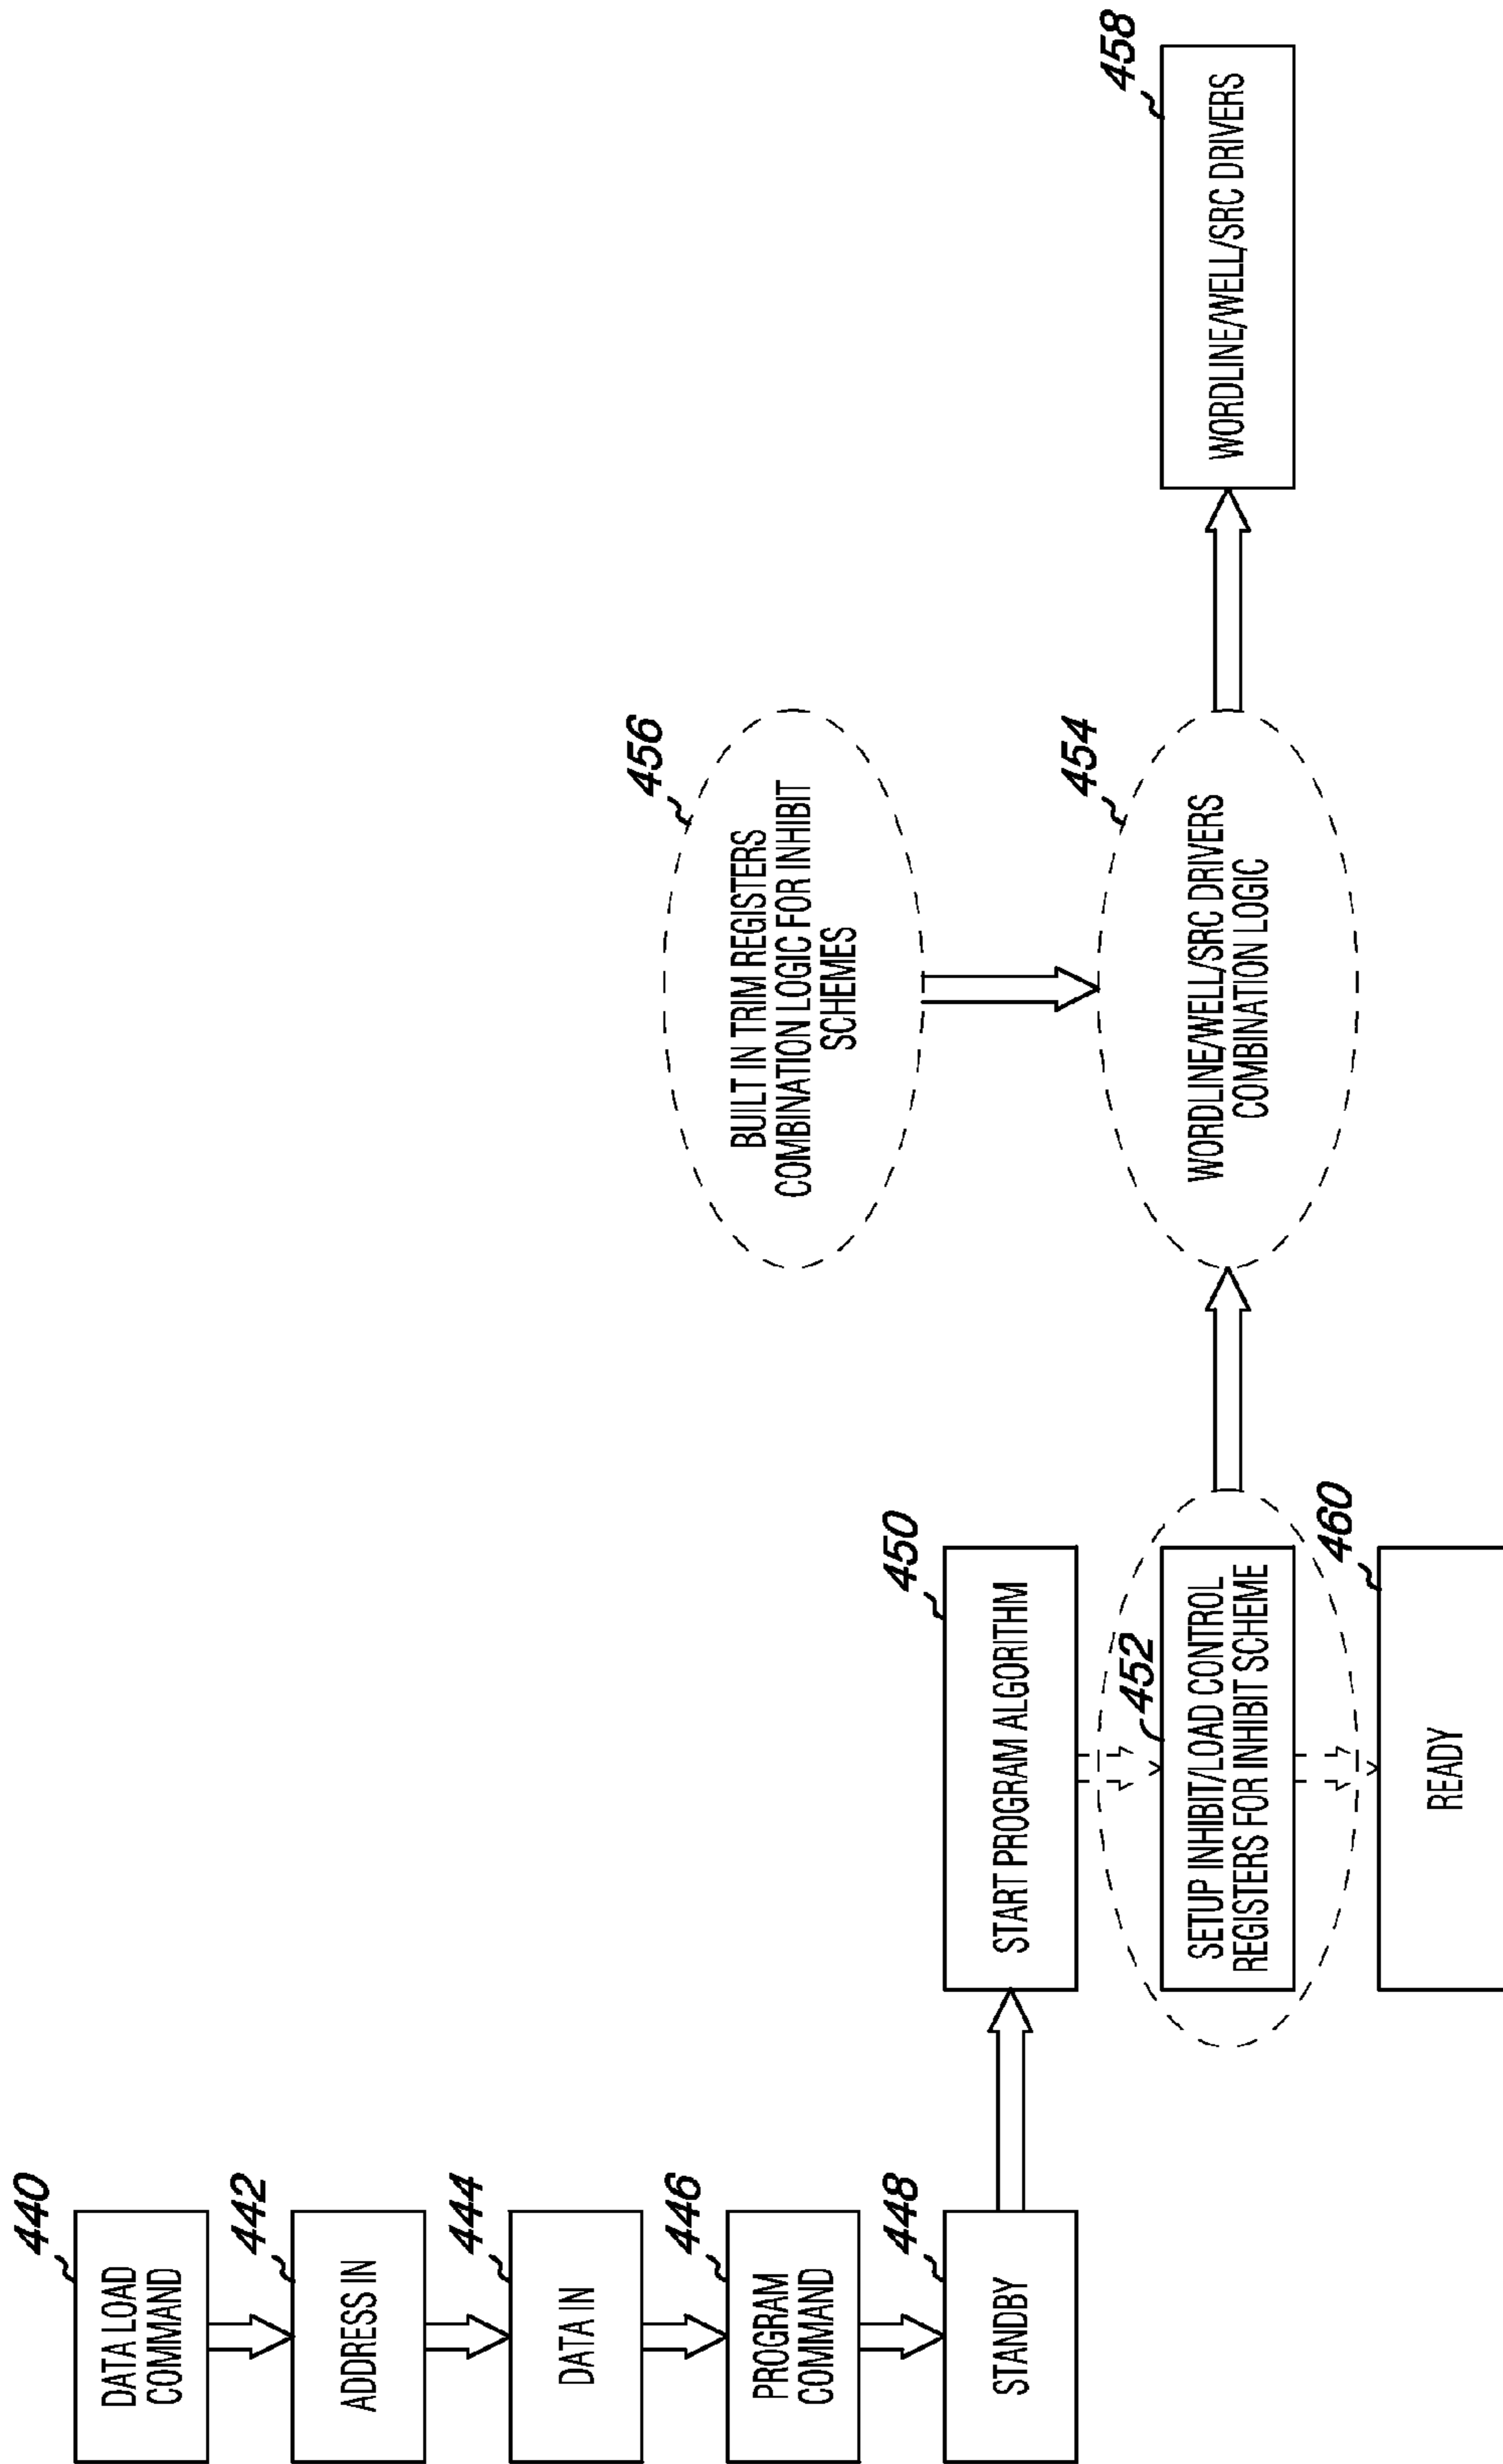 440
DATA LOAD
COMMAND
442
ADDRESS IN
444
DATA IN
446
PROGRAM
COMMAND
448
STANDBY
450
START PROGRAM ALGORITHM
452
SETUP INHIBIT/LOAD CONTROL
REGISTERS FOR INHIBIT SCHEME
460
READY
456
BUILT IN TRIM REGISTERS
COMBINATION LOGIC FOR INHIBIT
SCHEMES
454
WORDLINE/WELL/SRC DRIVERS
COMBINATION LOGIC
458
WORDLINE/WELL/SRC DRIVERS